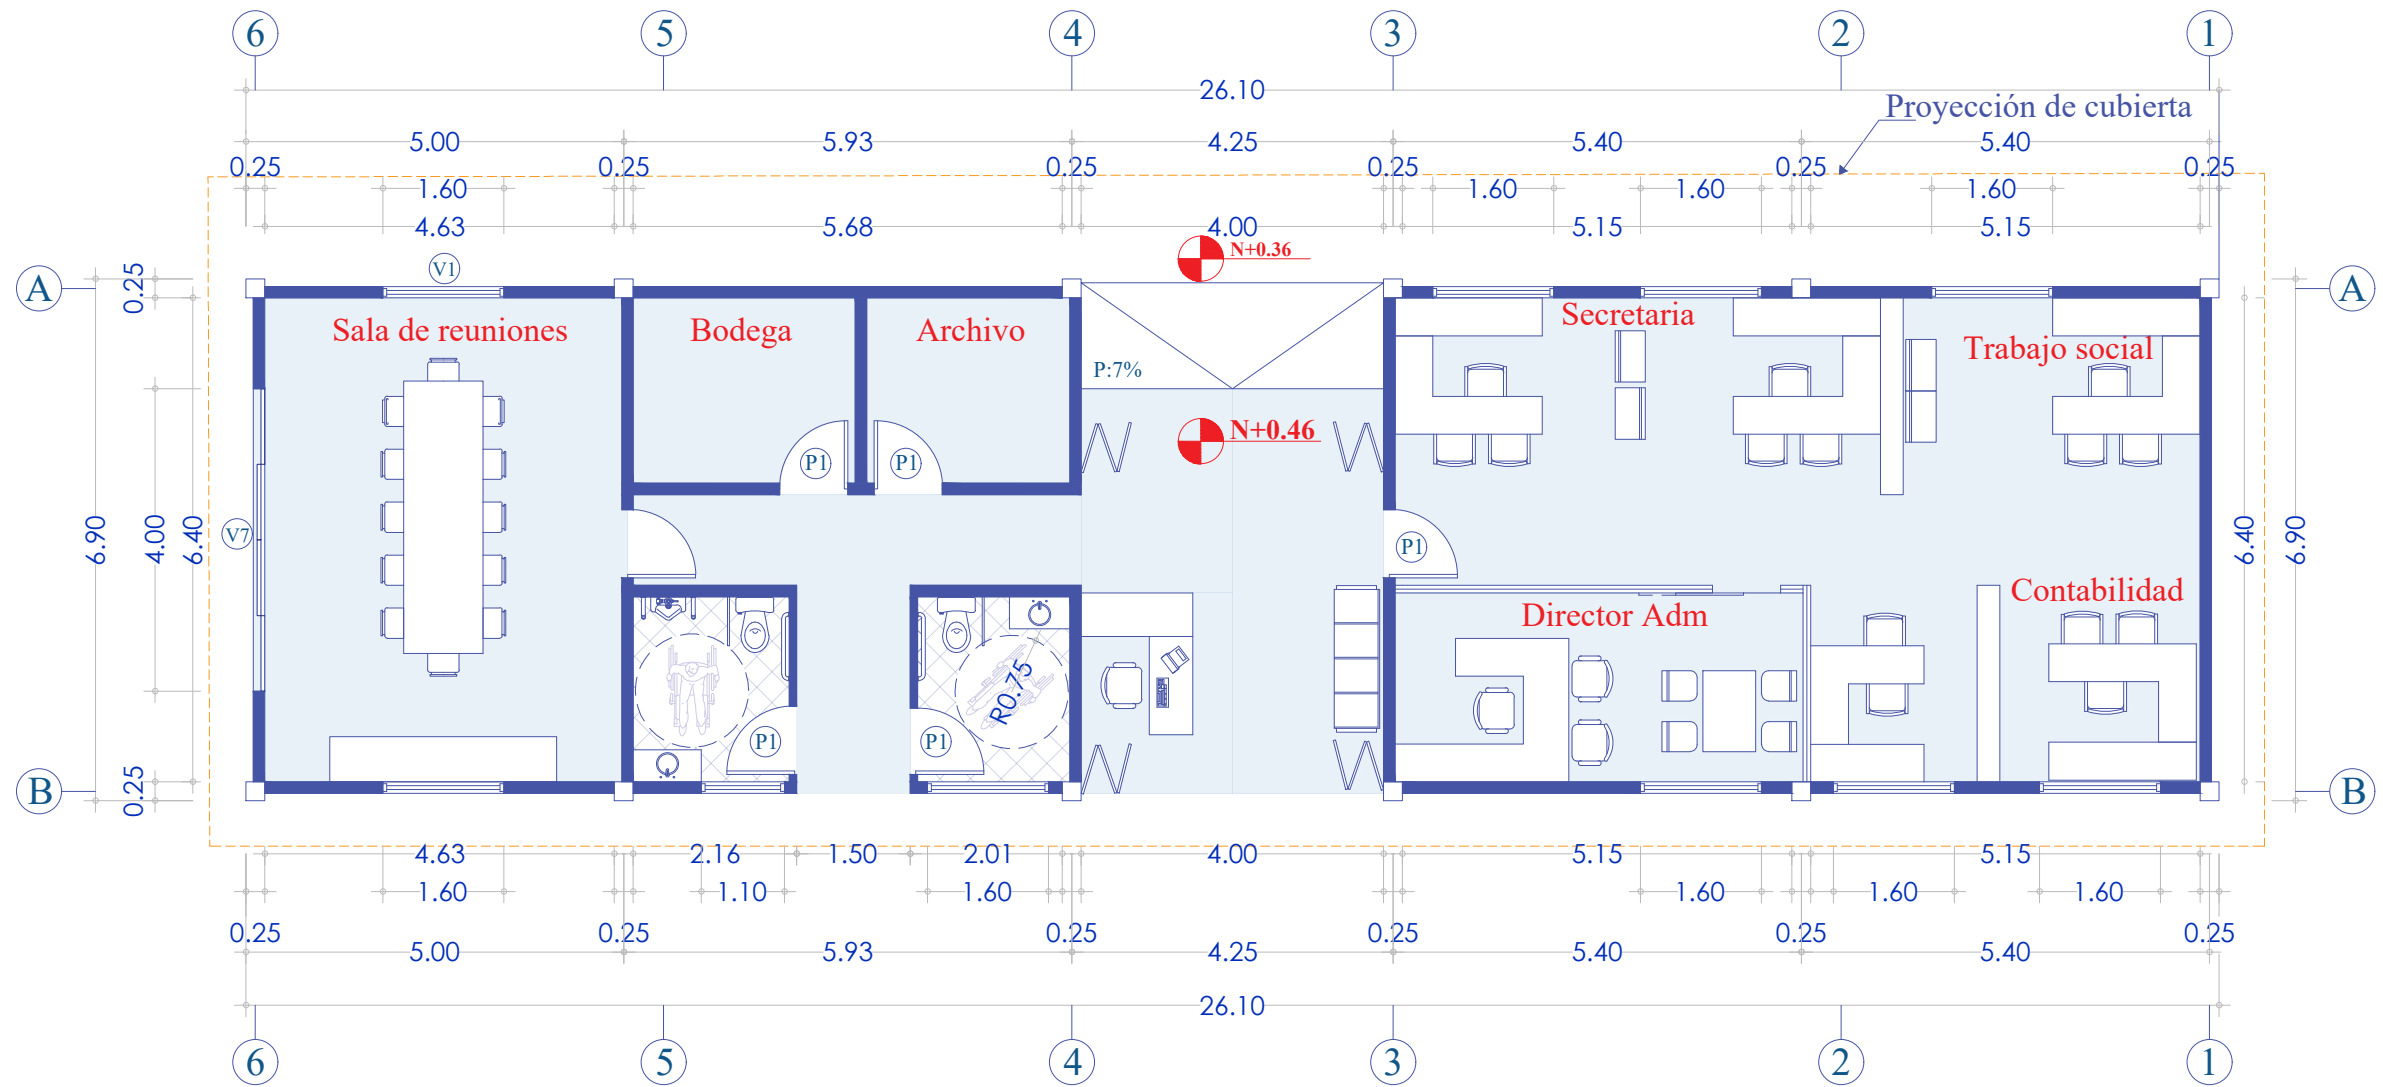 6 5 4 3 2 1
26.10
Proyección de cubierta
5.00 5.93 4.25 5.40 5.40
0.25 0.25 0.25 0.25 0.25 0.25
1.60 1.60 1.60 1.60
4.63 5.68 4.00 5.15 5.15
N+0.36
V1
A 0.25 A
Secretaria
Sala de reuniones Bodega Archivo
Trabajo social
P:7%
N+0.46
P1 P1
V7 P1
6.90 4.00 6.40 6.40 6.90
Contabilidad
Director Adm
R0.75
P1 P1
B 0.25 B
4.63 2.16 1.50 2.01 4.00 5.15 5.15
1.60 1.10 1.60 1.60 1.60 1.60
0.25 0.25 0.25 0.25 0.25 0.25
5.00 5.93 4.25 5.40 5.40
26.10
6 5 4 3 2 1